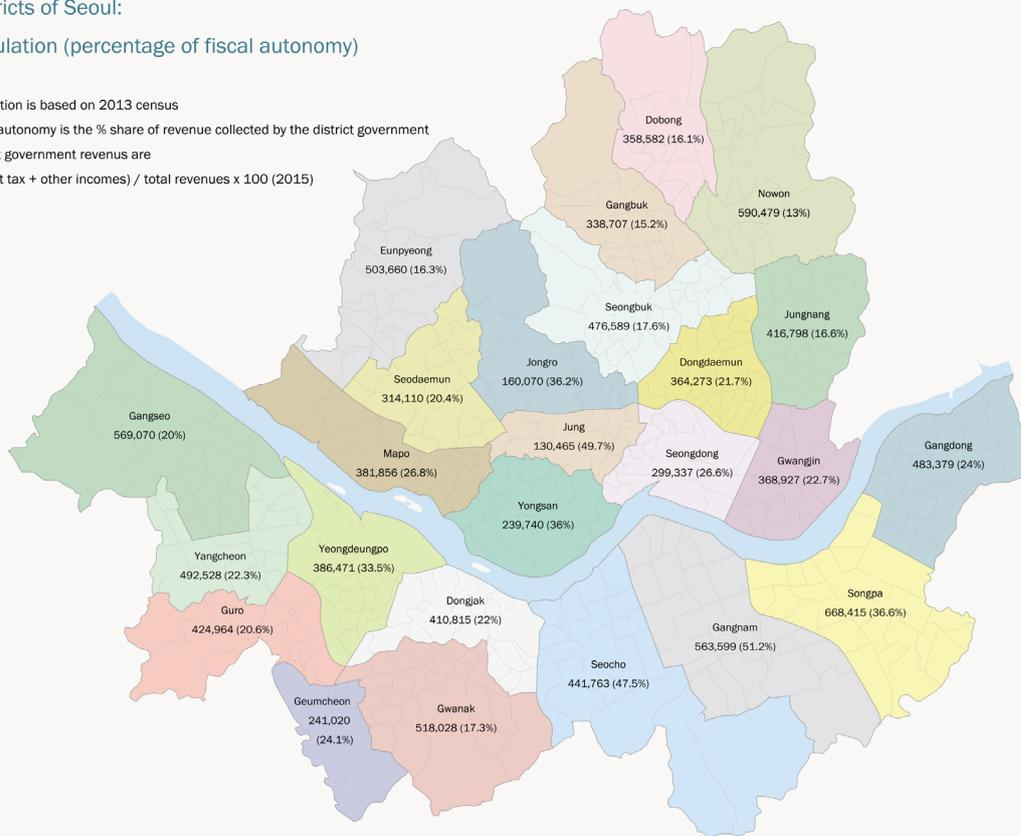 ricts of Seoul:
ulation (percentage of fiscal autonomy)
tion is based on 2013 census
autonomy is the % share of revenue collected by the district government
t government revenus are
t tax + other incomes) / total revenues x 100 (2015)
Dobong
358,582 (16.1%)
Nowon
590,479 (13%)
Gangbuk
338,707 (15.2%)
Eunpyeong
503,660 (16.3%)
Seongbuk
476,589 (17.6%)
Jungnang
416,798 (16.6%)
Jongro
160,070 (36.2%)
Dongdaemun
364,273 (21.7%)
Seodaemun
314,110 (20.4%)
Gangseo
569,070 (20%)
Jung
130,465 (49.7%)
Mapo
381,856 (26.8%)
Seongdong
299,337 (26.6%)
Gwangjin
368,927 (22.7%)
Gangdong
483,379 (24%)
Yongsan
239,740 (36%)
Yangcheon
492,528 (22.3%)
Yeongdeungpo
386,471 (33.5%)
Dongjak
410,815 (22%)
Songpa
668,415 (36.6%)
Guro
424,964 (20.6%)
Gangnam
563,599 (51.2%)
Seocho
441,763 (47.5%)
Geumcheon
241,020
(24.1%)
Gwanak
518,028 (17.3%)